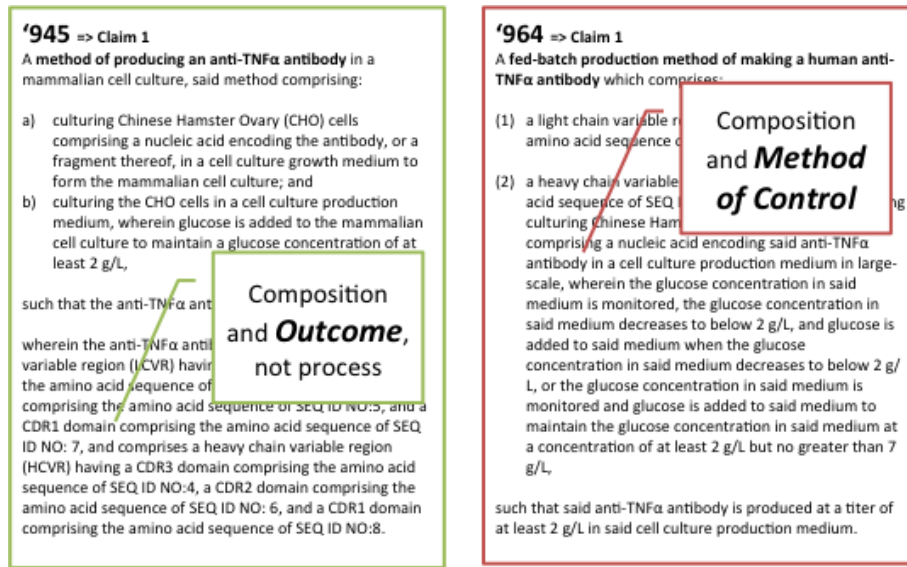 ‘945 => Claim 1
A method of producing an anti-TNFα antibody in a
mammalian cell culture, said method comprising:
a) culturing Chinese Hamster Ovary (CHO) cells
comprising a nucleic acid encoding the antibody, or a
fragment thereof, in a cell culture growth medium to
form the mammalian cell culture; and
b) culturing the CHO cells in a cell culture production
medium, wherein glucose is added to the mammalian
cell culture to maintain a glucose concentration of at
least 2 g/L,
such that the anti-TNFα
wherein the anti-TNFα
variable region (LCVR)
the amino acid sequence of
comprising the amino acid sequence of SEQ ID NO:5, and a
CDR1 domain comprising the amino acid sequence of SEQ
ID NO: 7, and comprises a heavy chain variable region
(HCVR) having a CDR3 domain comprising the amino acid
sequence of SEQ ID NO:4, a CDR2 domain comprising the
amino acid sequence of SEQ ID NO: 6, and a CDR1 domain
comprising the amino acid sequence of SEQ ID NO:8.
Composition
and Outcome,
not process
‘964 => Claim 1
A fed-batch production method of making a human anti-
TNFα antibody which comprises:
(1) a light chain variable
amino acid sequence
(2) a heavy chain variable
acid sequence of SEQ
culturing Chinese
comprising a nucleic acid encoding said anti-TNFα
antibody in a cell culture production medium in large-
scale, wherein the glucose concentration in said
medium is monitored, the glucose concentration in
said medium decreases to below 2 g/L, and glucose is
added to said medium when the glucose
concentration in said medium decreases to below 2 g/
L, or the glucose concentration in said medium is
monitored and glucose is added to said medium to
maintain the glucose concentration in said medium at
a concentration of at least 2 g/L but no greater than 7
g/L,
such that said anti-TNFα antibody is produced at a titer of
at least 2 g/L in said cell culture production medium.
Composition
and Method
of Control